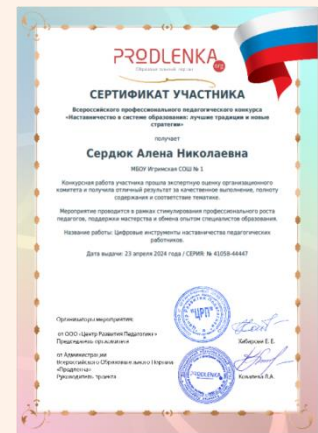 PRODLENKA
СЕРТИФИКАТ УЧАСТНИКА
Всероссийского профессионального педагогического конкурса
«Наставничество в системе образования: лучшие традиции и новые
стратегии»
получает
Сердюк Алена Николаевна
МБОУ Игримская СОШ № 1
Конкурсная работа участника прошла экспертную оценку организационного
комитета и получила отличный результат за качественное выполнение, полноту
содержания и соответствие тематике.
Мероприятие проводится в рамках стимулирования профессионального роста
педагогов, поддержки мастерства и обмена опытом специалистов образования.
Название работы: Цифровые инструменты наставничества педагогических
работников.
Дата выдачи: 23 апреля 2024 года / СЕРИЯ: № 41058-44447
Организаторы мероприятия:
от ООО «Центр Развития Педагогики»
Председатель организации
Хабирова Е. Е.
от Администрации
Всероссийского Образовательного Портала
«Продленка»
Руководитель проекта
Ковалева Л.А.
"ЦРП"
PRODLENKA